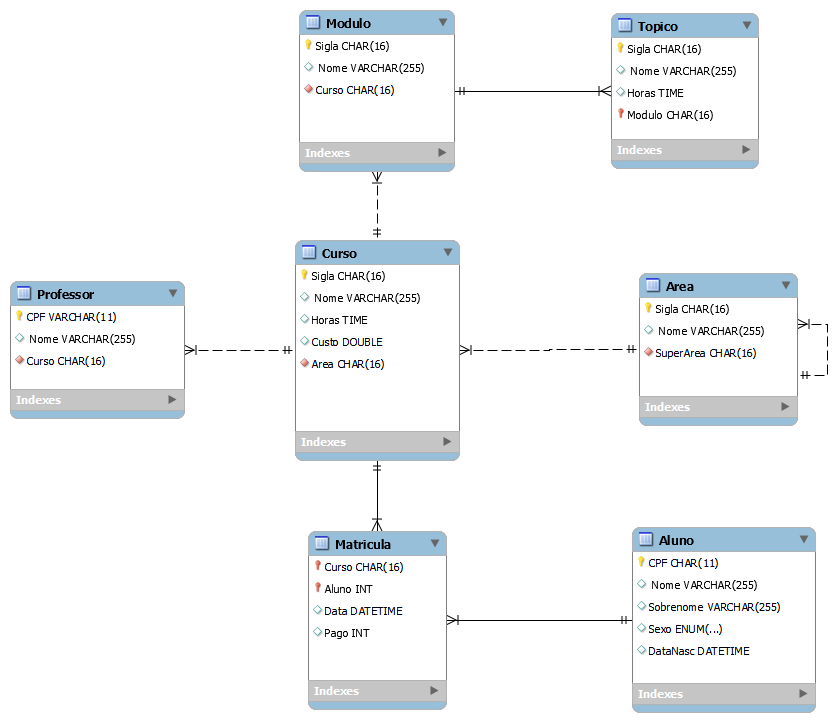 Modulo
Sigla CHAR(16)
Nome VARCHAR(255)
Curso CHAR(16)
Indexes
Topico
Sigla CHAR(16)
Nome VARCHAR(255)
Horas TIME
Modulo CHAR(16)
Indexes
Professor
CPF VARCHAR(11)
Nome VARCHAR(255)
Curso CHAR(16)
Indexes
Curso
Sigla CHAR(16)
Nome VARCHAR(255)
Horas TIME
Custo DOUBLE
Area CHAR(16)
Indexes
Area
Sigla CHAR(16)
Nome VARCHAR(255)
SuperArea CHAR(16)
Indexes
Matricula
Curso CHAR(16)
Aluno INT
Data DATETIME
Pago INT
Indexes
Aluno
CPF CHAR(11)
Nome VARCHAR(255)
Sobrenome VARCHAR(255)
Sexo ENUM(...)
DataNasc DATETIME
Indexes